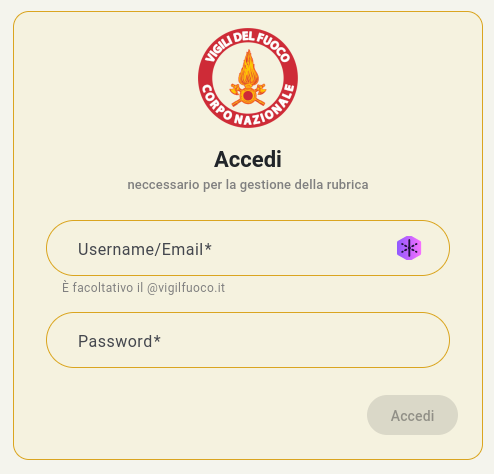 VIGILI DEL FUOCO
CORPO NAZIONALE
Accedi
neccessario per la gestione della rubrica
Username/Email*
È facoltativo il @vigilfuoco.it
Password*
Accedi